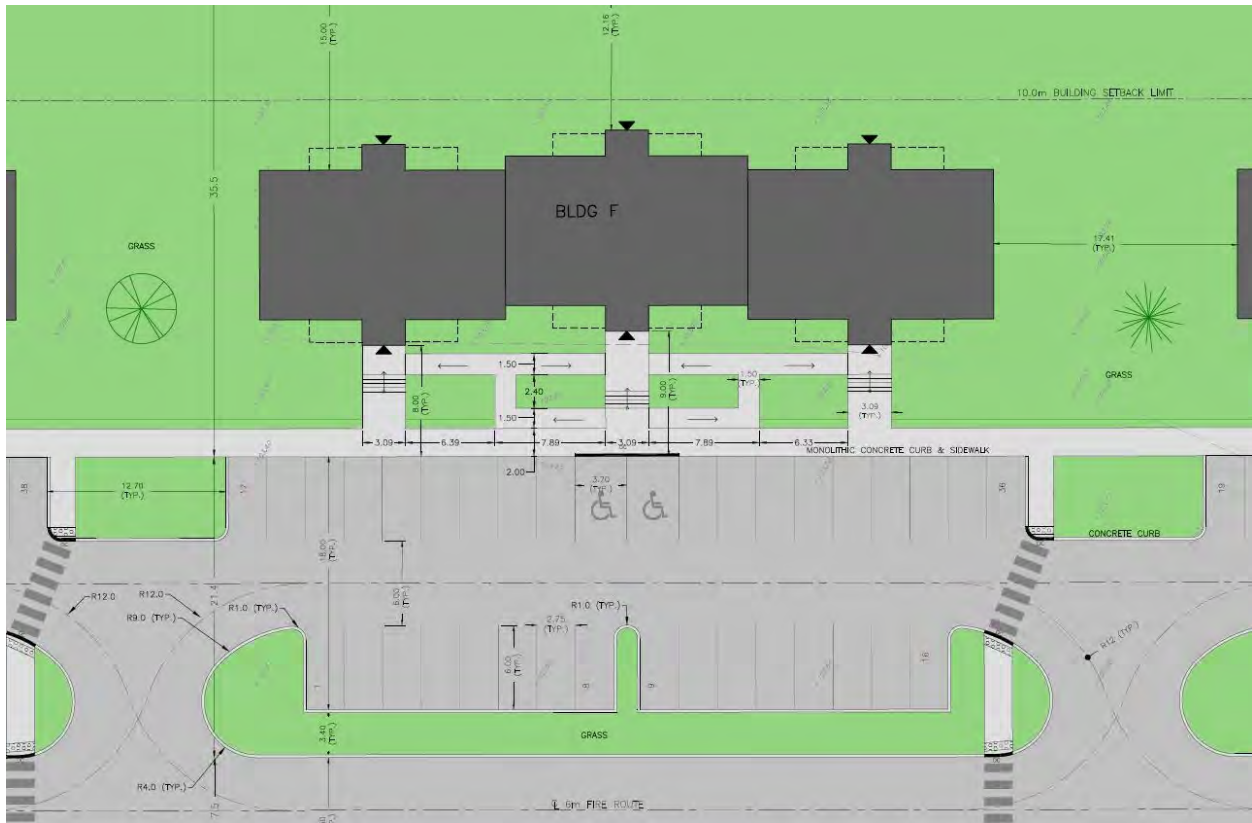 15.00
(TYP.)
12.16
(TYP.)
10.0m BUILDING SETBACK LIMIT
35.5
BLDG F
GRASS
17.41
(TYP.)
GRASS
1.50
1.50
(TYP.)
8.00
(TYP.)
2.40
9.00
(TYP.)
1.50
3.09
(TYP.)
3.09
6.39
7.89
3.09
7.89
6.33
8
MONOLITHIC CONCRETE CURB & SIDEWALK
2.00
38
12.70
(TYP.)
17
3.20
(TYP.)
36
19
CONCRETE CURB
18.00
(TYP.)
21.4
6.00
(TYP.)
R12.0
R12.0
R9.0 (TYP.)
R1.0 (TYP.)
R1.0 (TYP.)
2.75
(TYP.)
6.00
(TYP.)
R12 (TYP.)
1
8
9
16
3.40
(TYP.)
GRASS
R4.0 (TYP.)
7.5
6m FIRE ROUTE